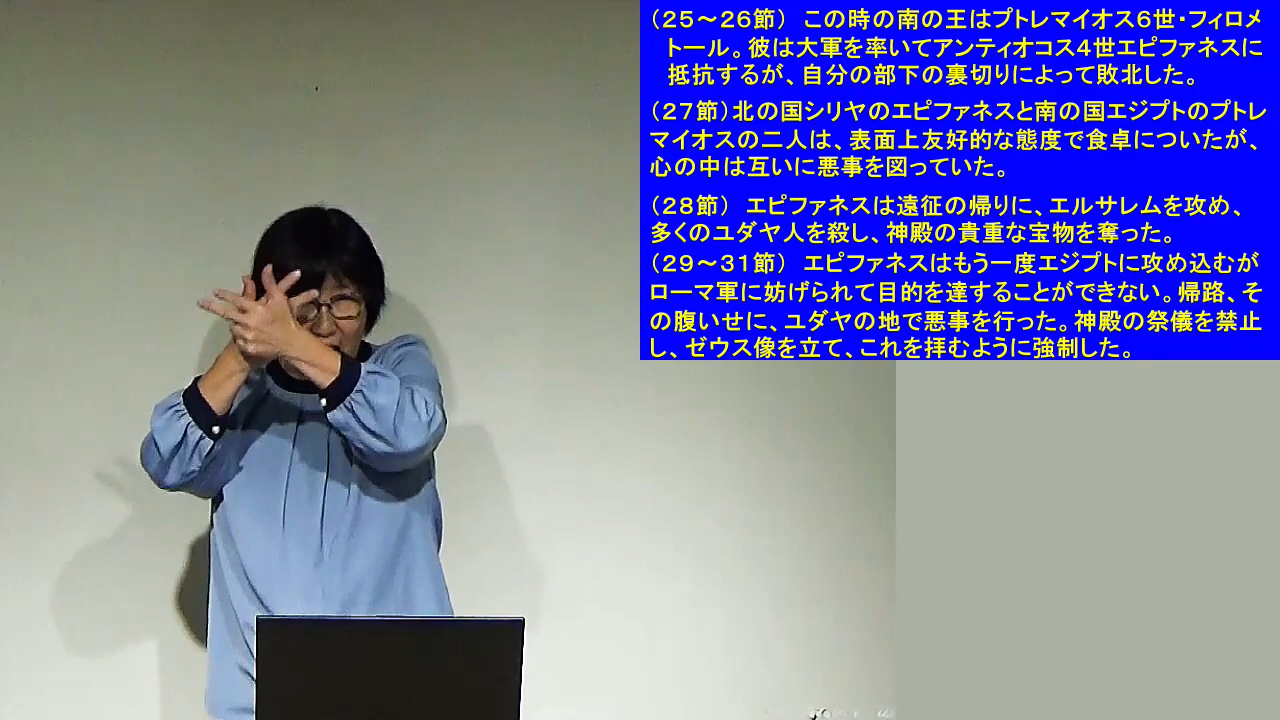 (25～26節)　この時の南の王はプトレマイオス6世・フィロメ
トール。彼は大軍を率いてアンティオコス4世エピファネスに
抵抗するが、自分の部下の裏切りによって敗北した。
(27節)北の国シリヤのエピファネスと南の国エジプトのプトレ
マイオスの二人は、表面上友好的な態度で食卓についたが、
心の中は互いに悪事を図っていた。
(28節)　エピファネスは遠征の帰りに、エルサレムを攻め、
多くのユダヤ人を殺し、神殿の貴重な宝物を奪った。
(29～31節)　エピファネスはもう一度エジプトに攻め込むが
ローマ軍に妨げられて目的を達することができない。帰路、そ
の腹いせに、ユダヤの地で悪事を行った。神殿の祭儀を禁止
し、ゼウス像を立て、これを拝むように強制した。